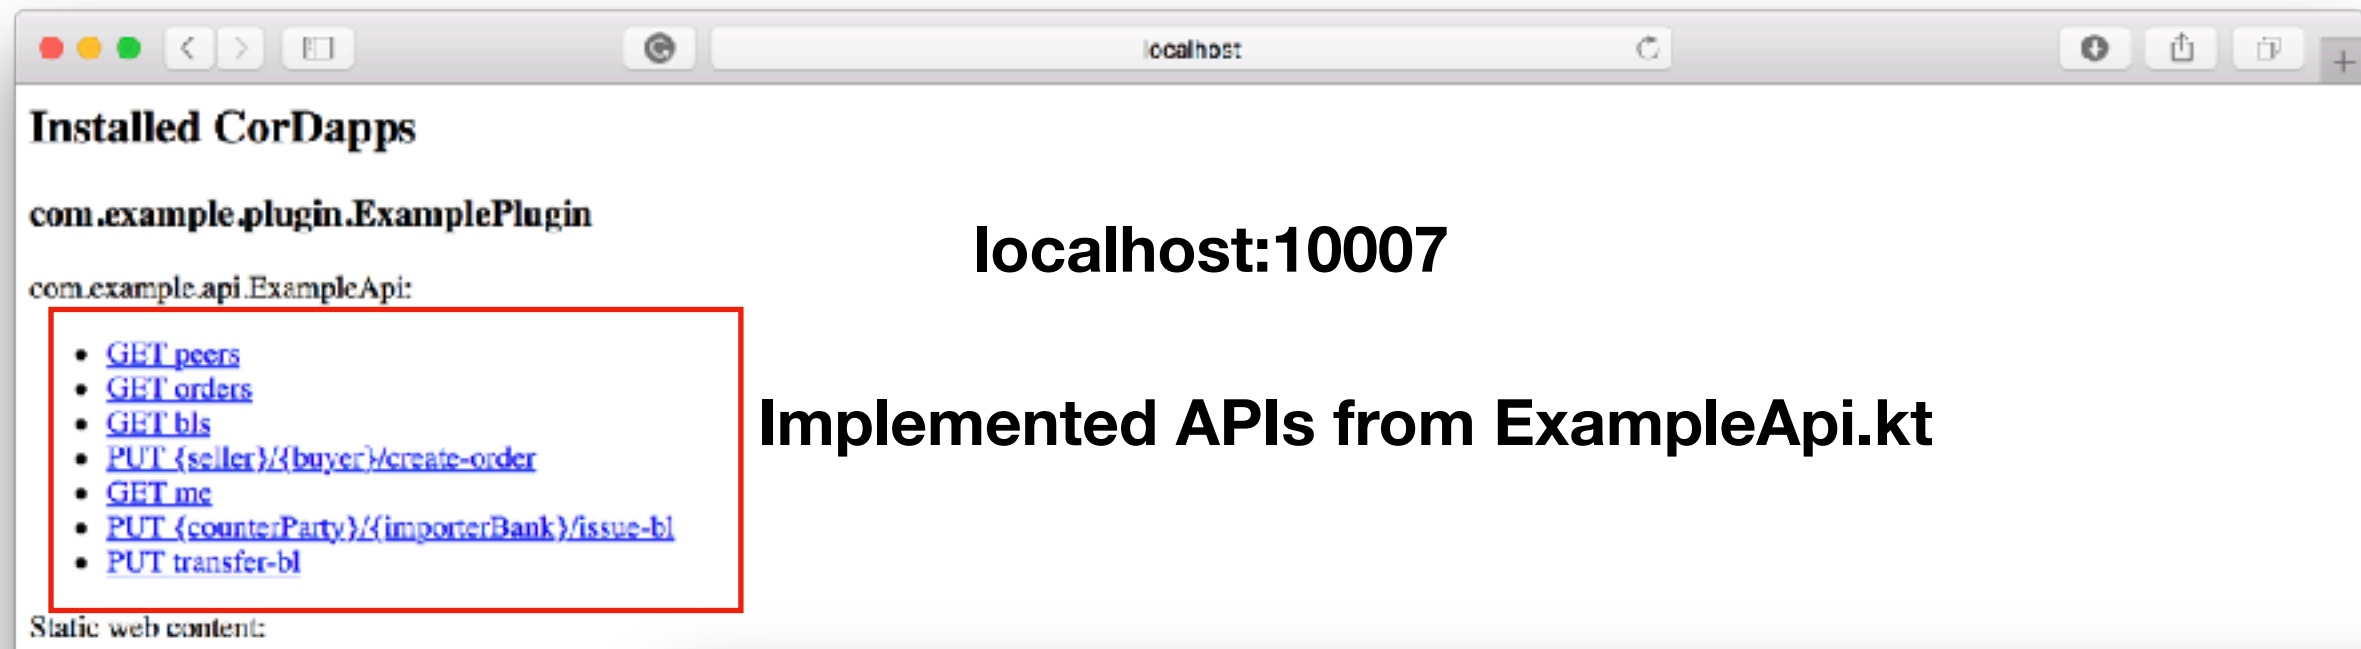 localhost
Installed CorDapps
com.example.plugin.ExamplePlugin
localhost:10007
com.example.api.ExampleApi:
GET peers
GET orders
Implemented APIs from ExampleApi.kt
GET bls
PUT {seller}/{buyer}/create-order
GET me
PUT {counterParty}/{importerBank}/issue-bl
PUT transfer-bl
Static web content: